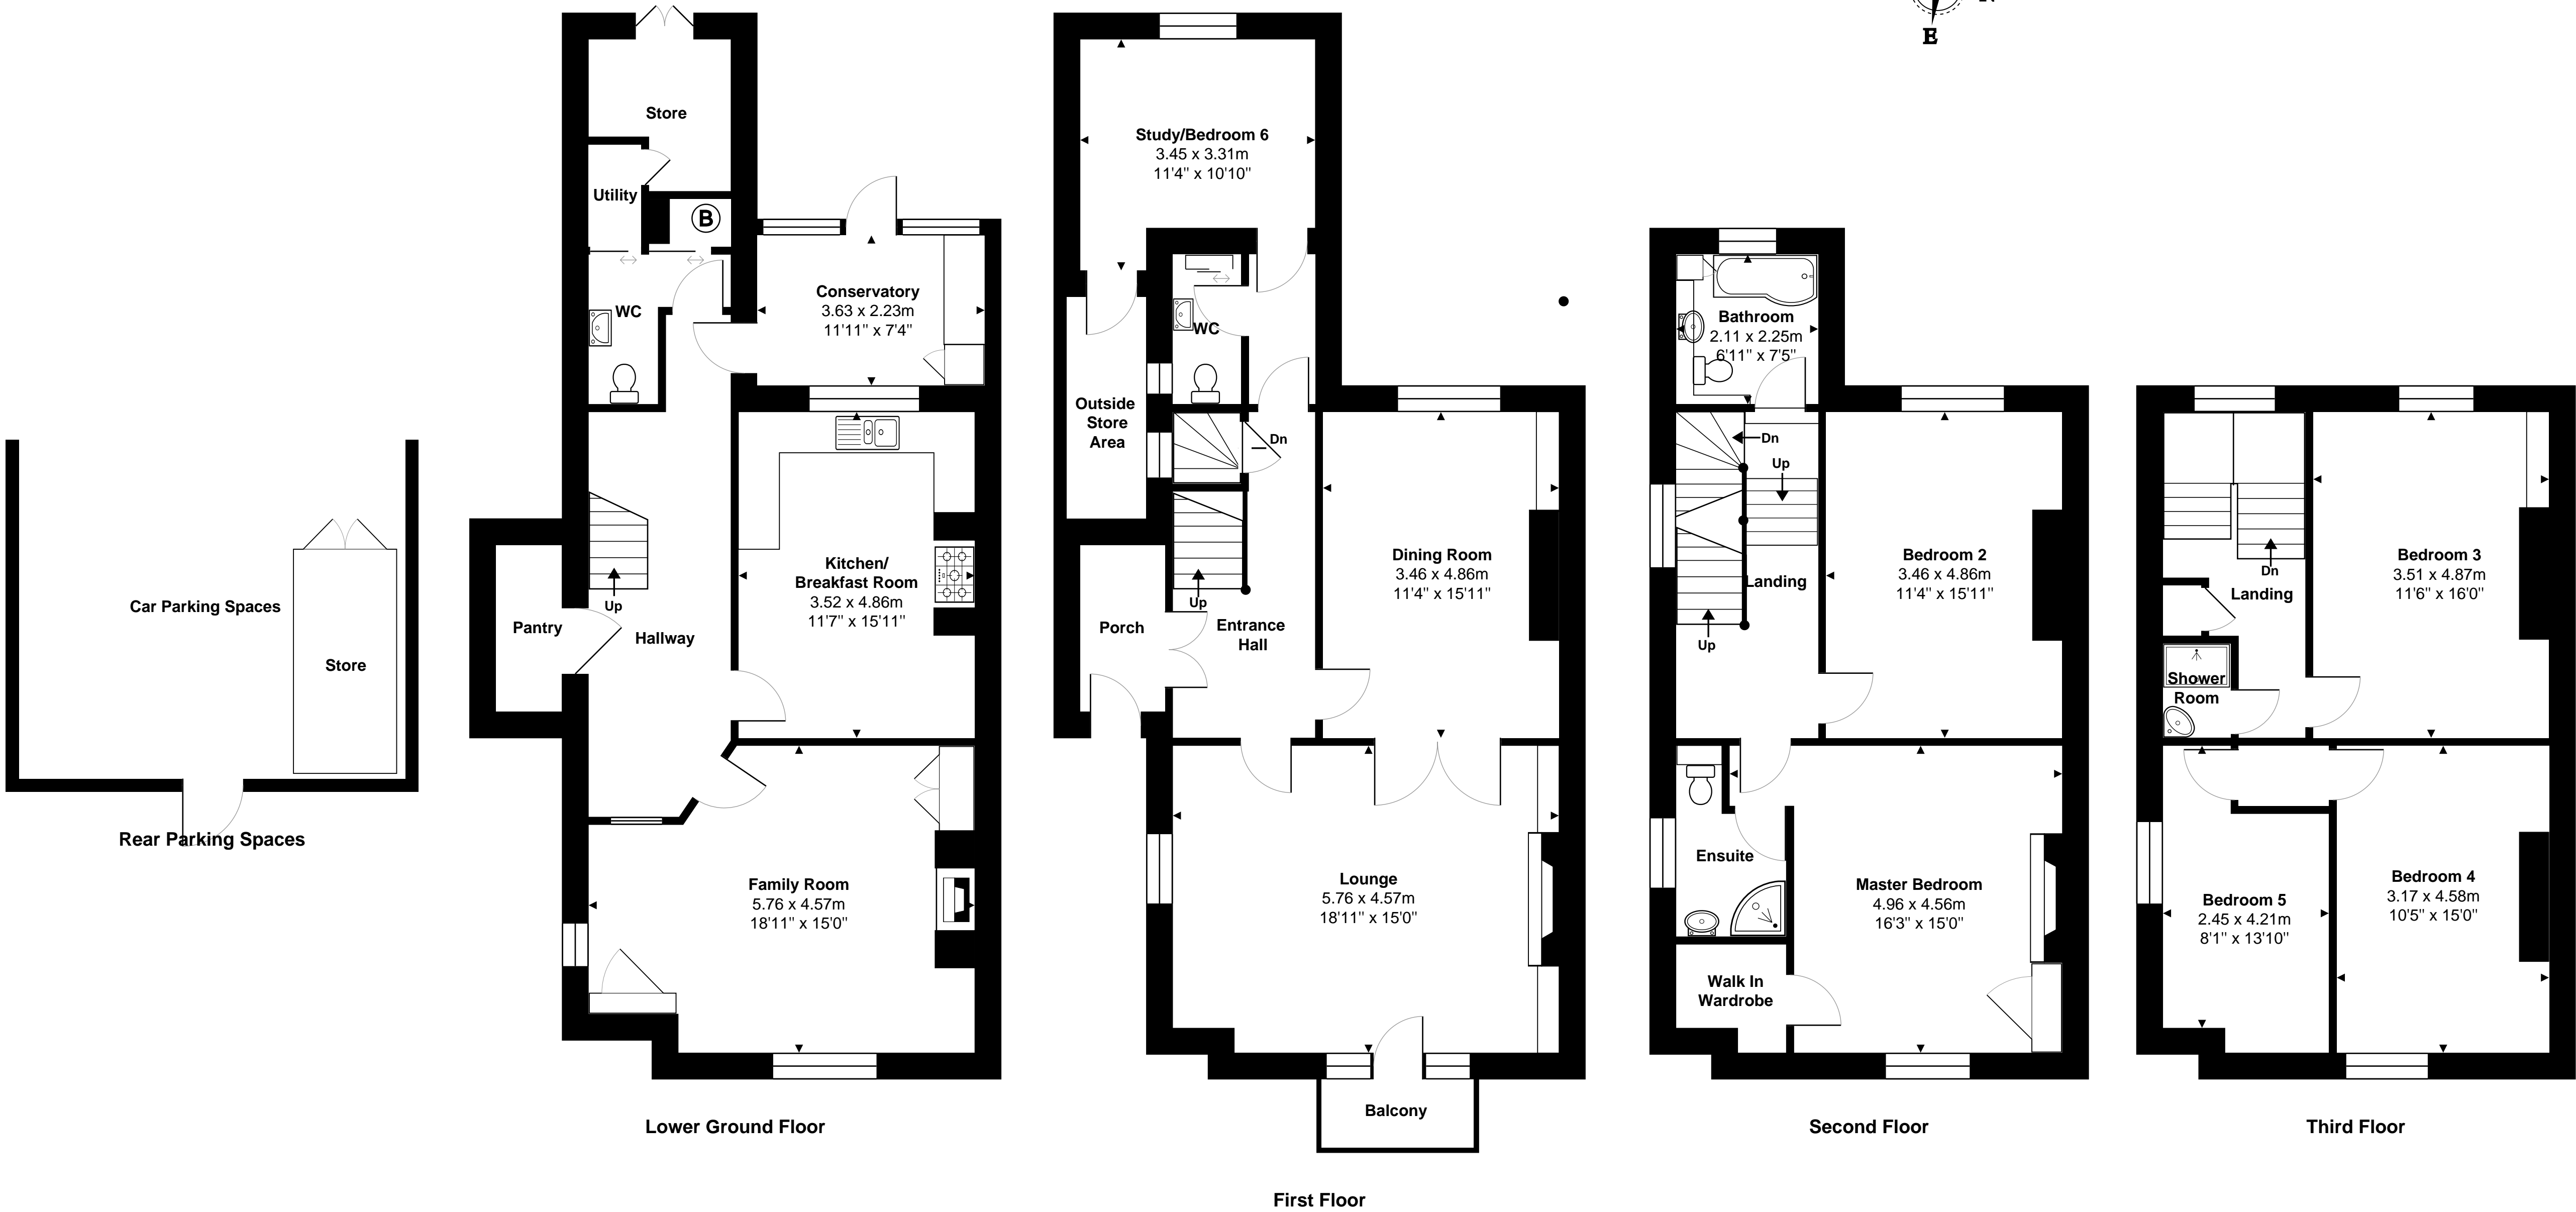 E
Store
Utility
B
WC
Conservatory
3.63 x 2.23m
11'11" x 7'4"
Up
Pantry
Hallway
Kitchen/
Breakfast Room
3.52 x 4.86m
11'7" x 15'11"
Family Room
5.76 x 4.57m
18'11" x 15'0"
Lower Ground Floor
Car Parking Spaces
Store
Rear Parking Spaces
Study/Bedroom 6
3.45 x 3.31m
11'4" x 10'10"
WC
Outside
Store
Area
Dn
Porch
Up
Entrance
Hall
Dining Room
3.46 x 4.86m
11'4" x 15'11"
Lounge
5.76 x 4.57m
18'11" x 15'0"
Balcony
First Floor
Bathroom
2.11 x 2.25m
6'11" x 7'5"
Dn
Up
Landing
Up
Bedroom 2
3.46 x 4.86m
11'4" x 15'11"
Ensuite
Master Bedroom
4.96 x 4.56m
16'3" x 15'0"
Walk In
Wardrobe
Second Floor
Dn
Landing
Bedroom 3
3.51 x 4.87m
11'6" x 16'0"
Shower
Room
Bedroom 4
3.17 x 4.58m
10'5" x 15'0"
Bedroom 5
2.45 x 4.21m
8'1" x 13'10"
Third Floor